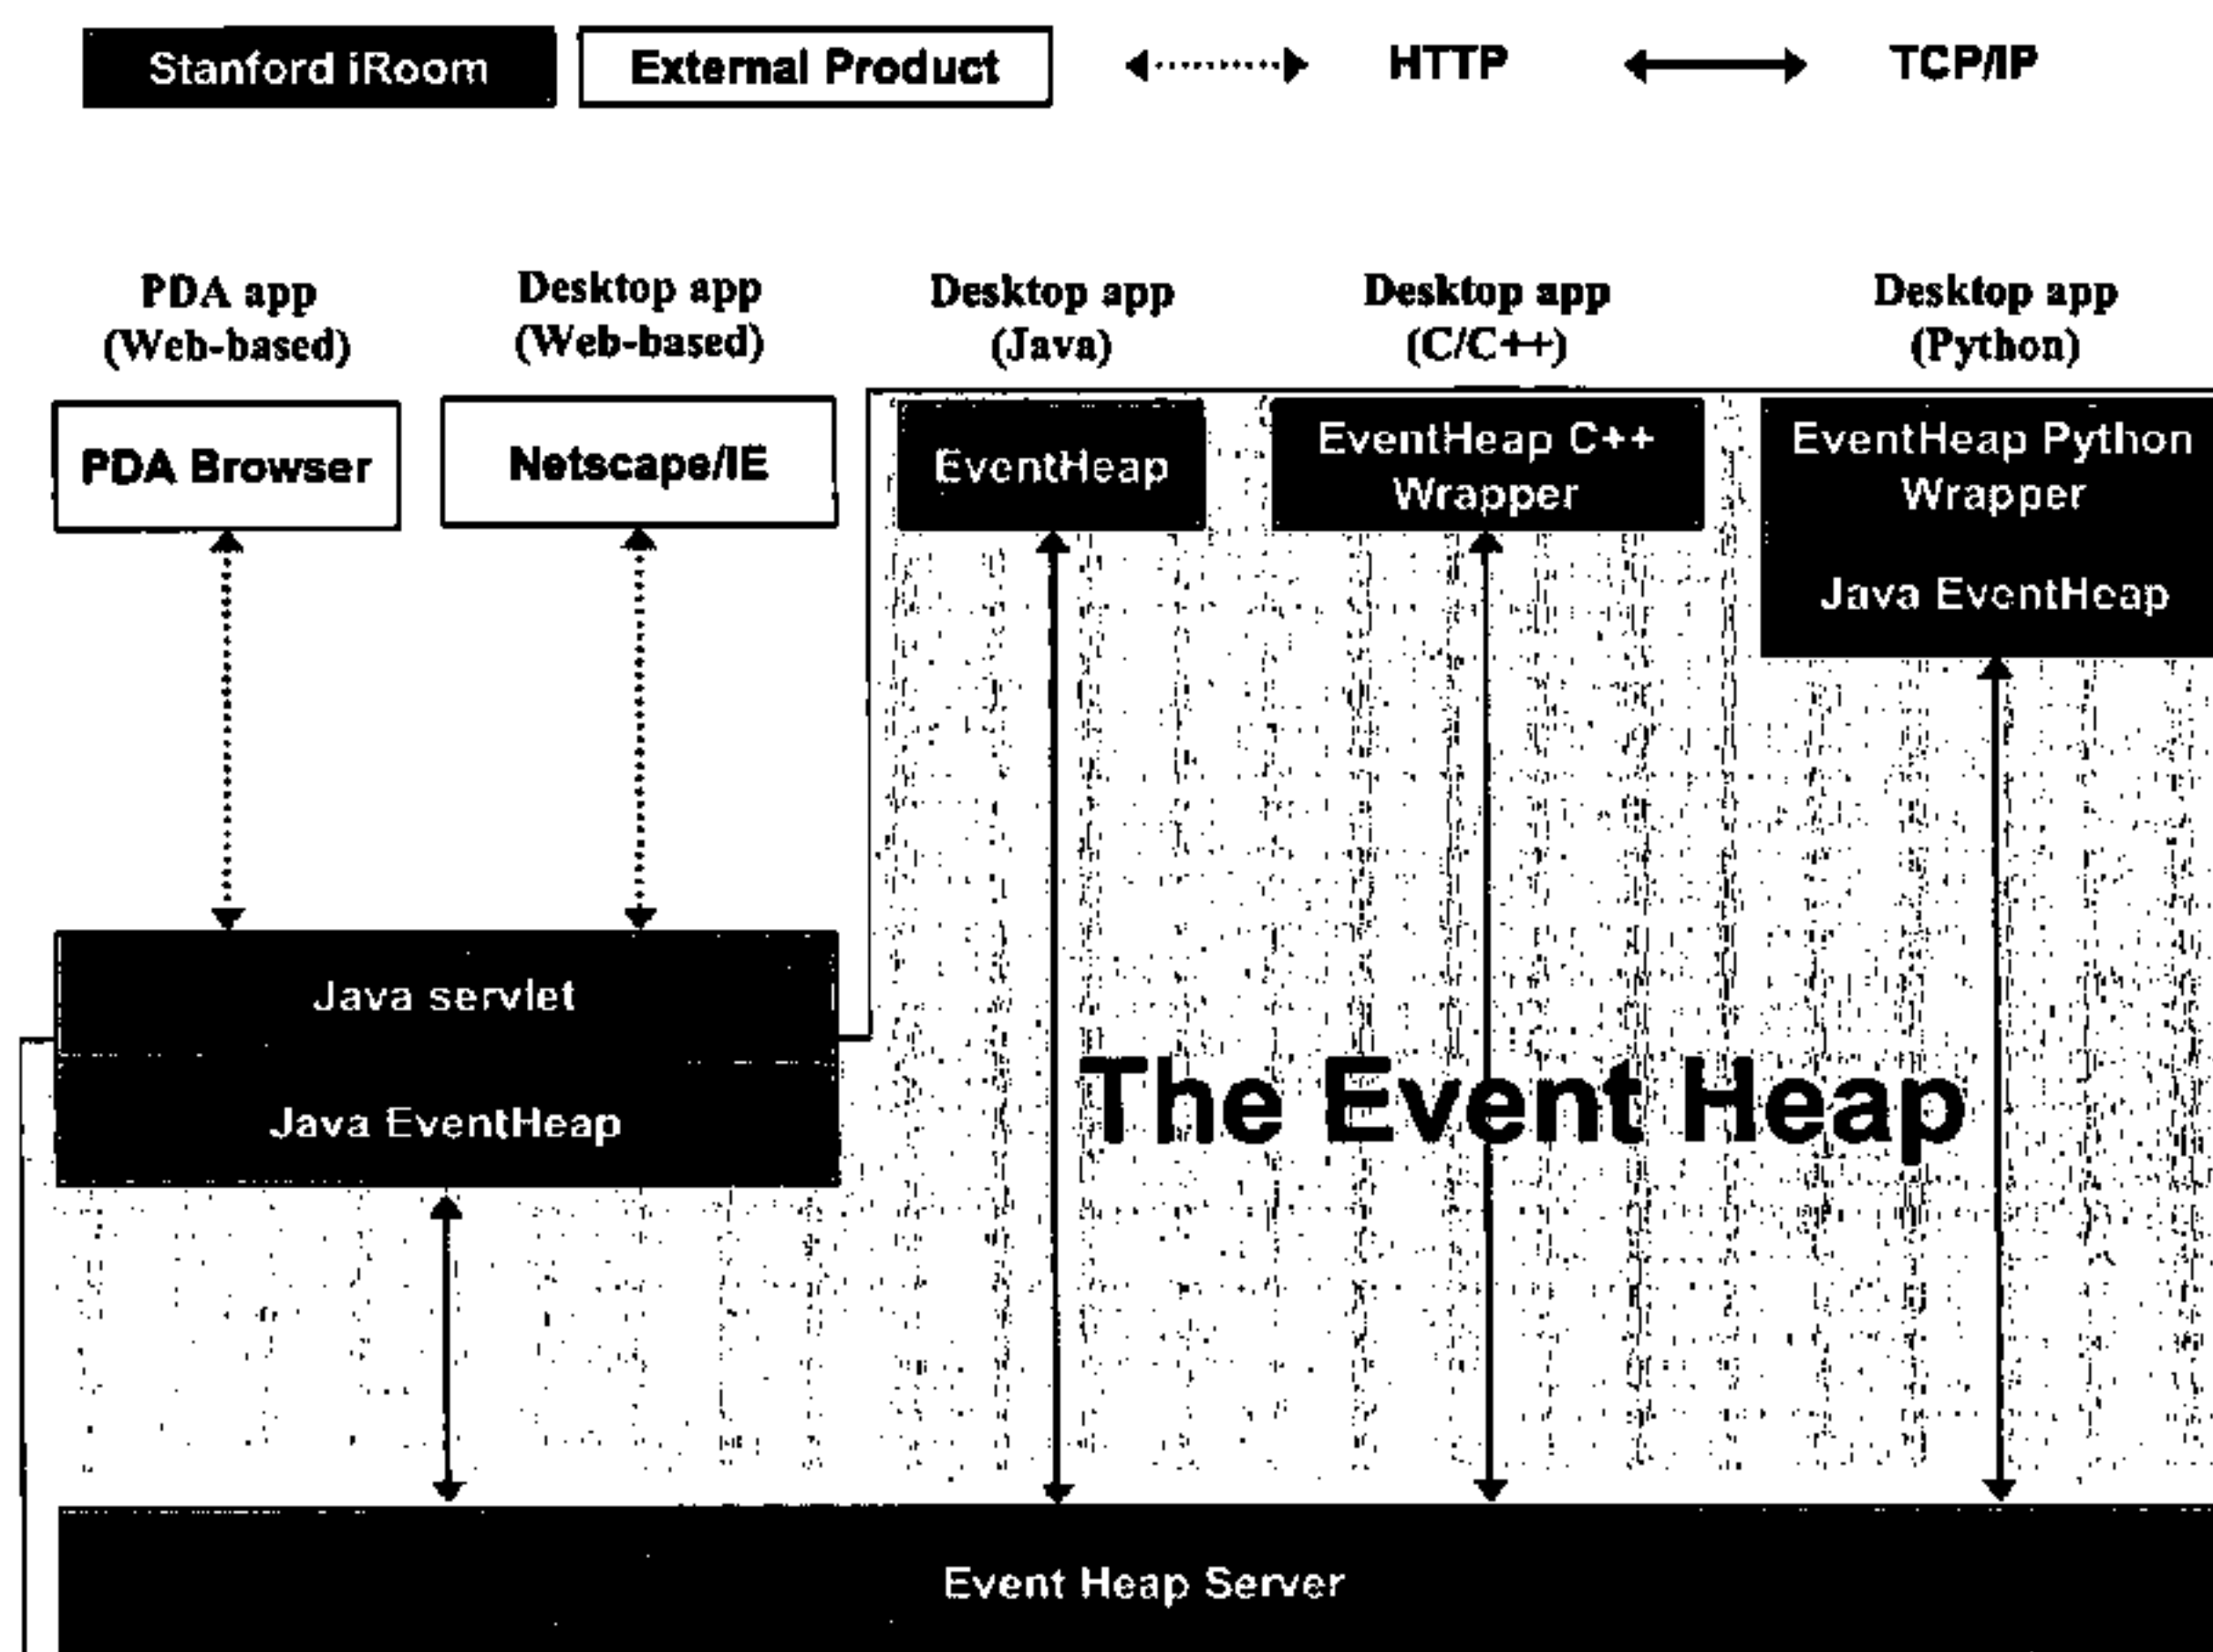 Stanford iRoom
External Product
HTTP
TCP/IP
PDA app
(Web-based)
Desktop app
(Web-based)
Desktop app
(Java)
Desktop app
(C/C++)
Desktop app
(Python)
PDA Browser
Netscape/IE
EventHeap
EventHeap C++
Wrapper
EventHeap Python
Wrapper
Java EventHeap
Java servlet
Java EventHeap
The Event Heap
Event Heap Server